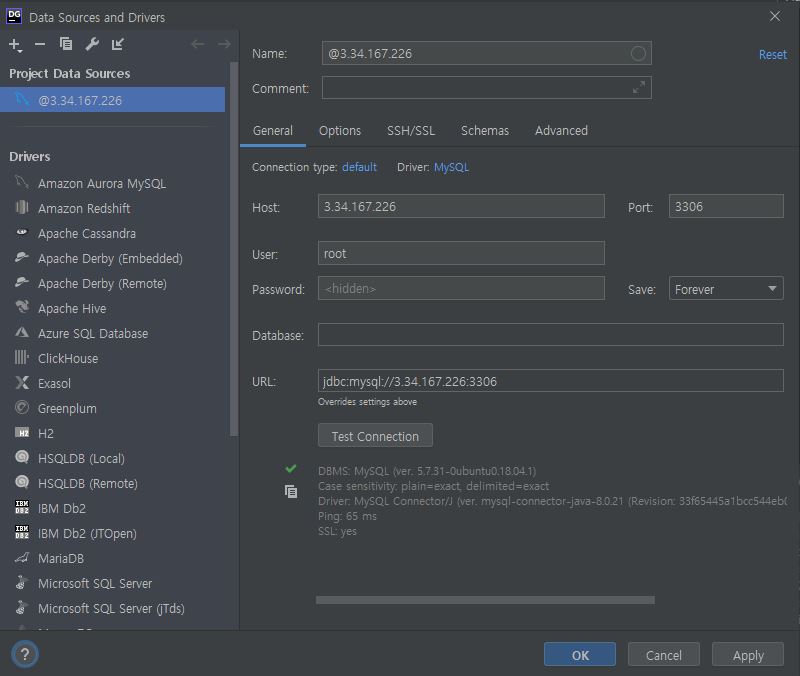 DG Data Sources and Drivers
Project Data Sources
@3.34.167.226
Drivers
Amazon Aurora MySQL
Amazon Redshift
Apache Cassandra
Apache Derby (Embedded)
Apache Derby (Remote)
Apache Hive
Azure SQL Database
ClickHouse
Exasol
Greenplum
H2 H2
HSQLDB (Local)
HSQLDB (Remote)
IBM DB2 IBM Db2
IBM DB2 IBM Db2 (JTOpen)
MariaDB
Microsoft SQL Server
Microsoft SQL Server (jTds)
Name: @3.34.167.226 Reset
Comment:
General Options SSH/SSL Schemas Advanced
Connection type: default Driver: MySQL
Host: 3.34.167.226 Port: 3306
User: root
Password: <hidden> Save: Forever
Database:
URL: jdbc:mysql://3.34.167.226:3306
Overrides settings above
Test Connection
DBMS: MySQL (ver. 5.7.31-0ubuntu0.18.04.1)
Case sensitivity: plain=exact, delimited=exact
Driver: MySQL Connector/J (ver. mysql-connector-java-8.0.21 (Revision: 33f65445a1bcc544eb0
Ping: 65 ms
SSL: yes
? OK Cancel Apply